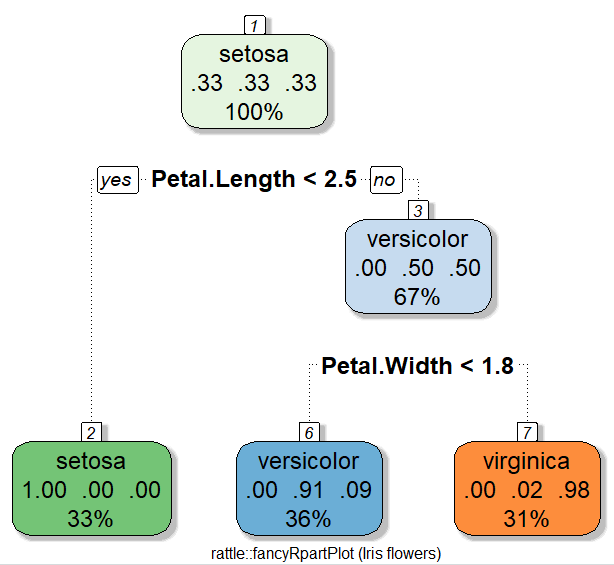 1
setosa
.33 .33 .33
100%
yes Petal.Length < 2.5 no
3
versicolor
.00 .50 .50
67%
Petal.Width < 1.8
2
setosa
1.00 .00 .00
33%
6
versicolor
.00 .91 .09
36%
7
virginica
.00 .02 .98
31%
rattle::fancyRpartPlot (Iris flowers)